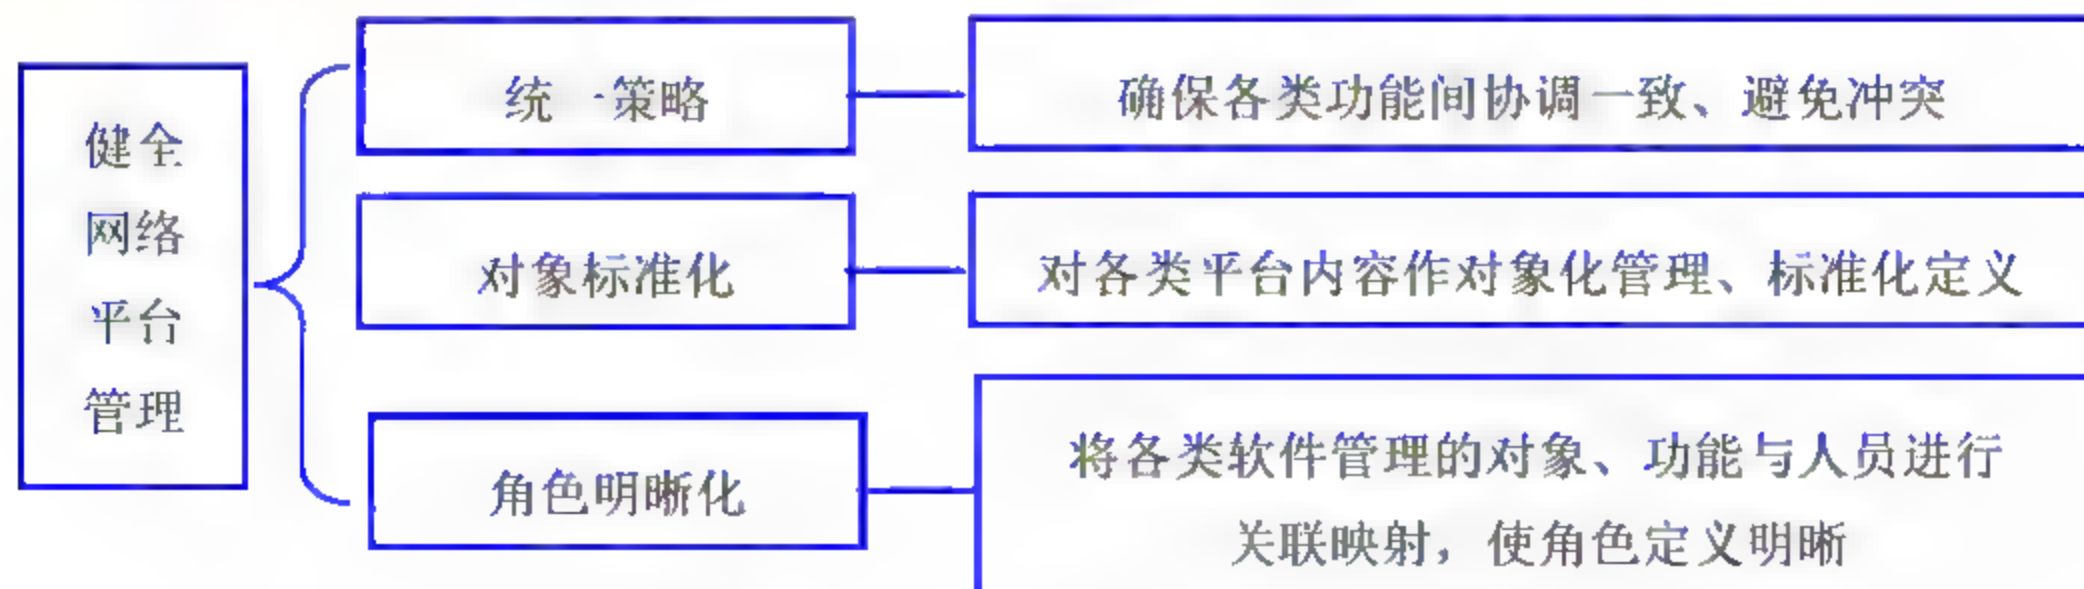 健全
网络
平台
管理
统一策略
确保各类功能间协调一致、避免冲突
对象标准化
对各类平台内容作对象化管理、标准化定义
角色明晰化
将各类软件管理的对象、功能与人员进行
关联映射，使角色定义明晰